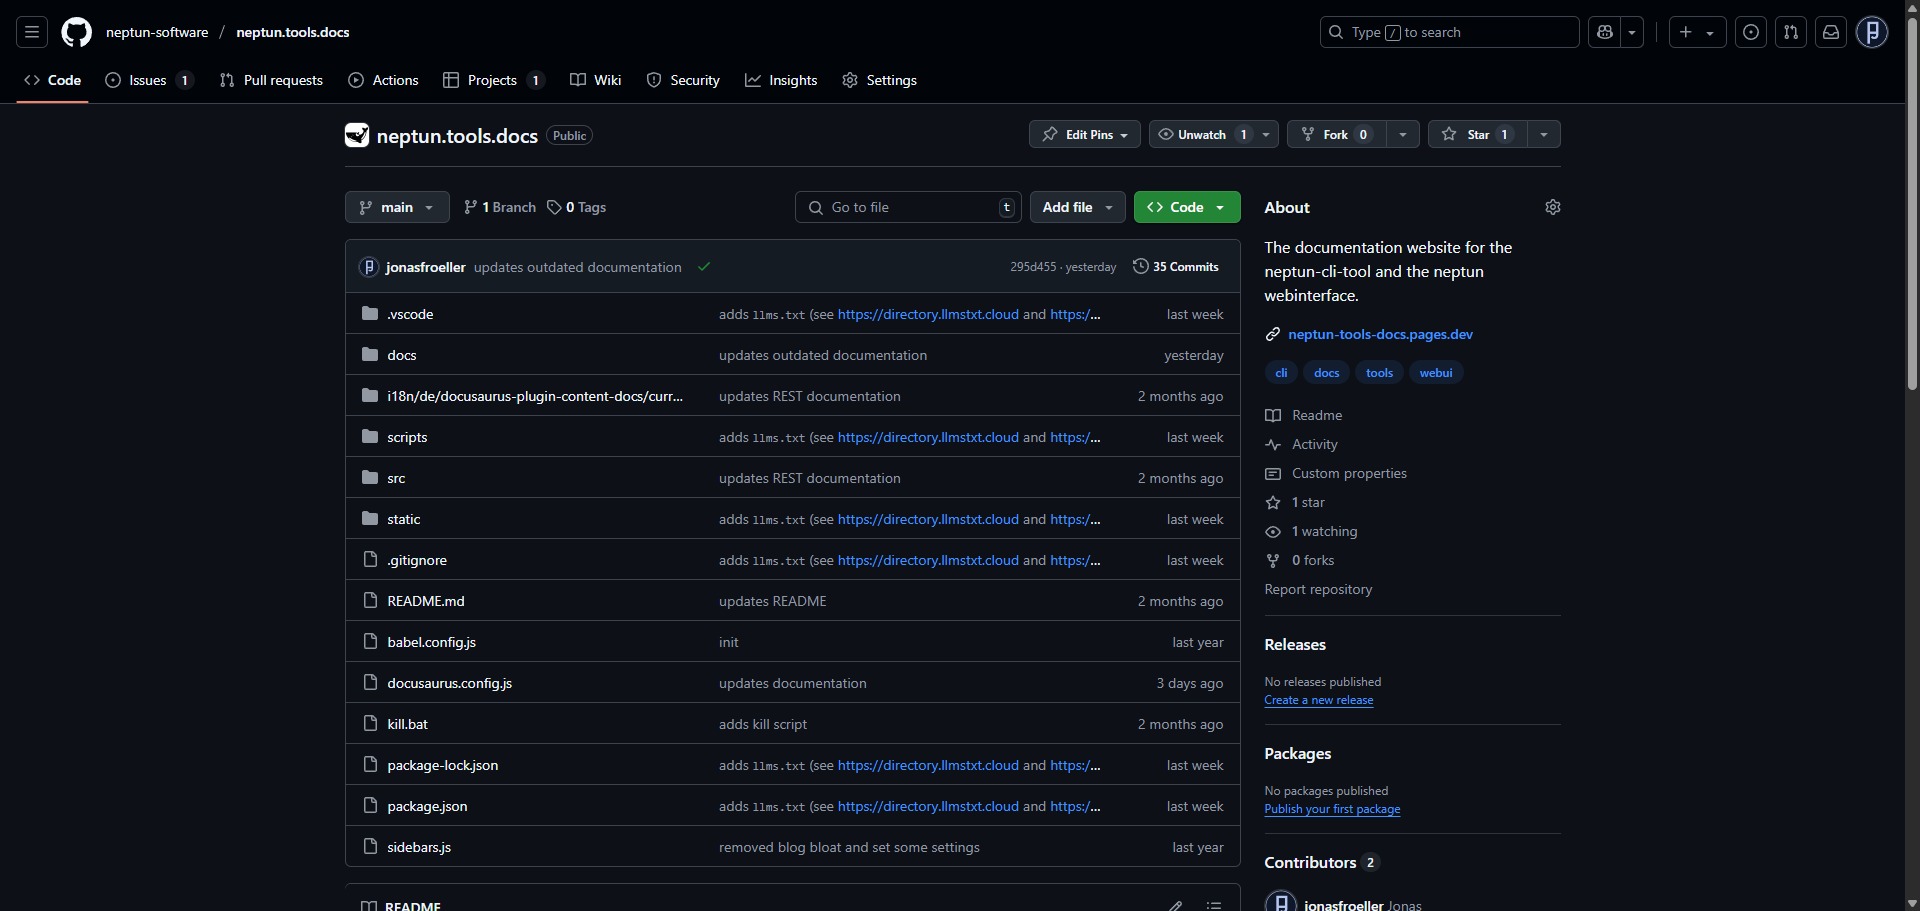 neptun-software / neptun.tools.docs
Type / to search
Code
Issues 1
Pull requests
Actions
Projects 1
Wiki
Security
Insights
Settings
neptun.tools.docs Public
Edit Pins
Unwatch 1
Fork 0
Star 1
main
1 Branch
0 Tags
Go to file t
Add file
<> Code
jonasfroeller updates outdated documentation 295d455 · yesterday 35 Commits
.vscode adds llms.txt (see https://directory.llmstxt.cloud and https:/... last week
docs updates outdated documentation yesterday
i18n/de/docusaurus-plugin-content-docs/curr... updates REST documentation 2 months ago
scripts adds llms.txt (see https://directory.llmstxt.cloud and https:/... last week
src updates REST documentation 2 months ago
static adds llms.txt (see https://directory.llmstxt.cloud and https:/... last week
.gitignore adds llms.txt (see https://directory.llmstxt.cloud and https:/... last week
README.md updates README 2 months ago
babel.config.js init last year
docusaurus.config.js updates documentation 3 days ago
kill.bat adds kill script 2 months ago
package-lock.json adds llms.txt (see https://directory.llmstxt.cloud and https:/... last week
package.json adds llms.txt (see https://directory.llmstxt.cloud and https:/... last week
sidebars.js removed blog bloat and set some settings last year
README
About
The documentation website for the
neptun-cli-tool and the neptun
webinterface.
neptun-tools-docs.pages.dev
cli docs tools webui
Readme
Activity
Custom properties
1 star
1 watching
0 forks
Report repository
Releases
No releases published
Create a new release
Packages
No packages published
Publish your first package
Contributors 2
jonasfroeller Jonas